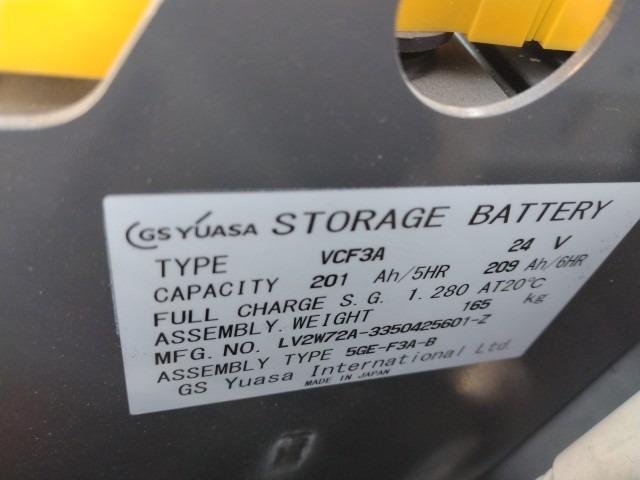 GS YUASA STORAGE BATTERY
TYPE VCF3A 24 V
CAPACITY 201 Ah/5HR 209 Ah/6HR
FULL CHARGE S.G. 1.280 AT20℃
ASSEMBLY.WEIGHT 165 kg
MFG. NO. LV2W72A-3350425601-Z
ASSEMBLY TYPE 5GE-F3A-B
GS Yuasa International Ltd.
MADE IN JAPAN